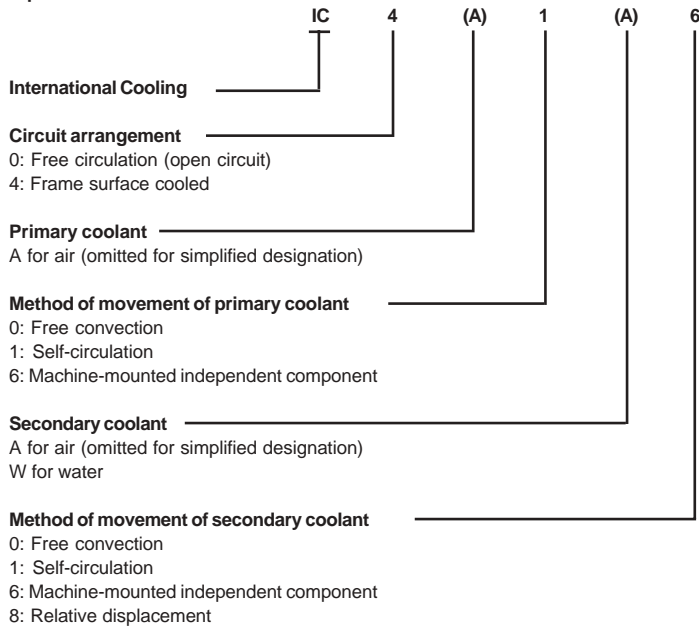 IC 4 (A) 1 (A) 6
International Cooling
Circuit arrangement
0: Free circulation (open circuit)
4: Frame surface cooled
Primary coolant
A for air (omitted for simplified designation)
Method of movement of primary coolant
0: Free convection
1: Self-circulation
6: Machine-mounted independent component
Secondary coolant
A for air (omitted for simplified designation)
W for water
Method of movement of secondary coolant
0: Free convection
1: Self-circulation
6: Machine-mounted independent component
8: Relative displacement